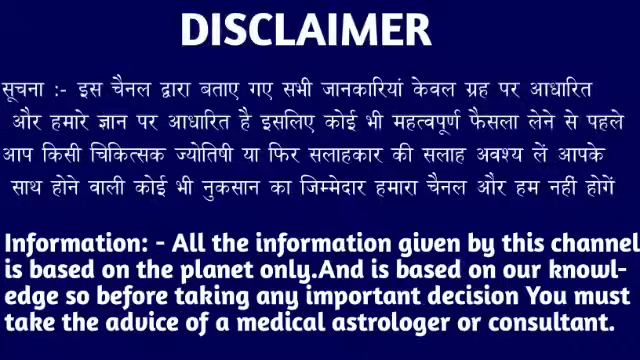 DISCLAIMER
सूचना :- इस चैनल द्वारा बताए गए सभी जानकारियां केवल ग्रह पर आधारित
और हमारे ज्ञान पर आधारित है इसलिए कोई भी महत्वपूर्ण फैसला लेने से पहले
आप किसी चिकित्सक ज्योतिषी या फिर सलाहकार की सलाह अवश्य लें आपके
साथ होने वाली कोई भी नुकसान का जिम्मेदार हमारा चैनल और हम नहीं होगें
Information: - All the information given by this channel
is based on the planet only.And is based on our knowl-
edge so before taking any important decision You must
take the advice of a medical astrologer or consultant.